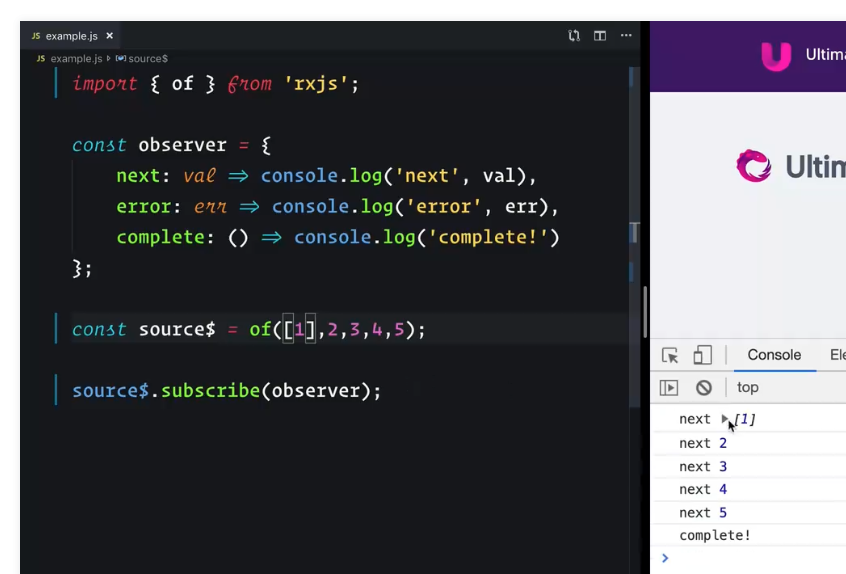 JS example.js ×
JS example.js source$
import { of } from 'rxjs';
const observer = {
next: val => console.log('next', val),
error: err => console.log('error', err),
complete: () => console.log('complete!')
};
const source$ = of([1],2,3,4,5);
source$.subscribe(observer);
Ultim
Console
top
next ▶[1]
next 2
next 3
next 4
next 5
complete!
>